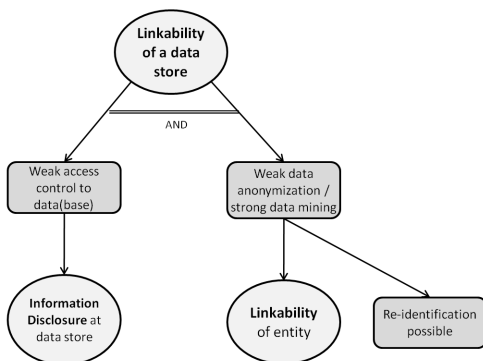 Linkability
of a data
store
AND
Weak access
control to
data(base)
Weak data
anonymization /
strong data mining
Information
Disclosure at
data store
Linkability
of entity
Re-identification
possible